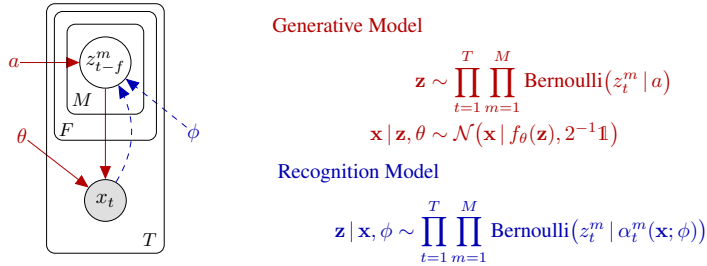 Generative Model
z^m_{t−f}
a
z ∼ ∏_{t=1}^{T} ∏_{m=1}^{M} Bernoulli(z^m_t | a)
M
F
ϕ
x | z, θ ∼ 𝒩(x | f_θ(z), 2^{−1}𝟙)
θ
Recognition Model
x_t
T
z | x, ϕ ∼ ∏_{t=1}^{T} ∏_{m=1}^{M} Bernoulli(z^m_t | α^m_t(x; ϕ))